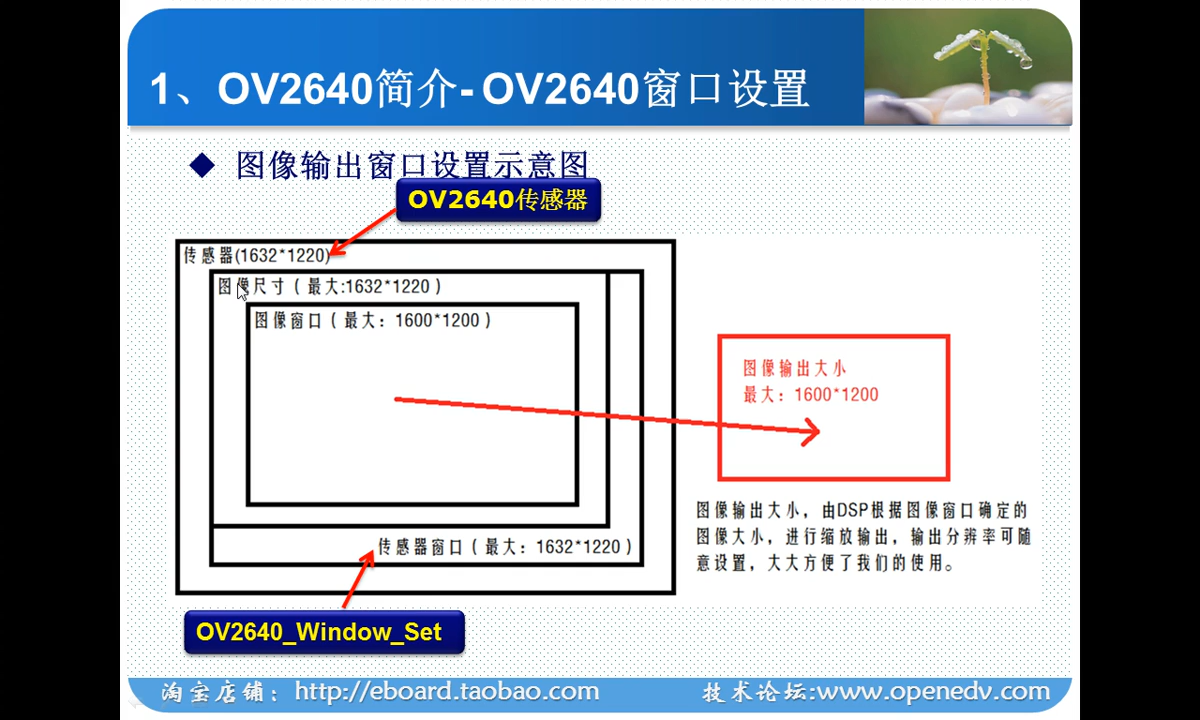 1、OV2640简介- OV2640窗口设置
图像输出窗口设置示意图
OV2640传感器
传感器(1632*1220)
图像尺寸（最大:1632*1220）
图像窗口（最大：1600*1200）
图像输出大小
最大：1600*1200
图像输出大小，由DSP根据图像窗口确定的
图像大小，进行缩放输出，输出分辨率可随
意设置，大大方便了我们的使用。
传感器窗口（最大：1632*1220）
OV2640_Window_Set
淘宝店铺：http://eboard.taobao.com
技术论坛:www.openedv.com